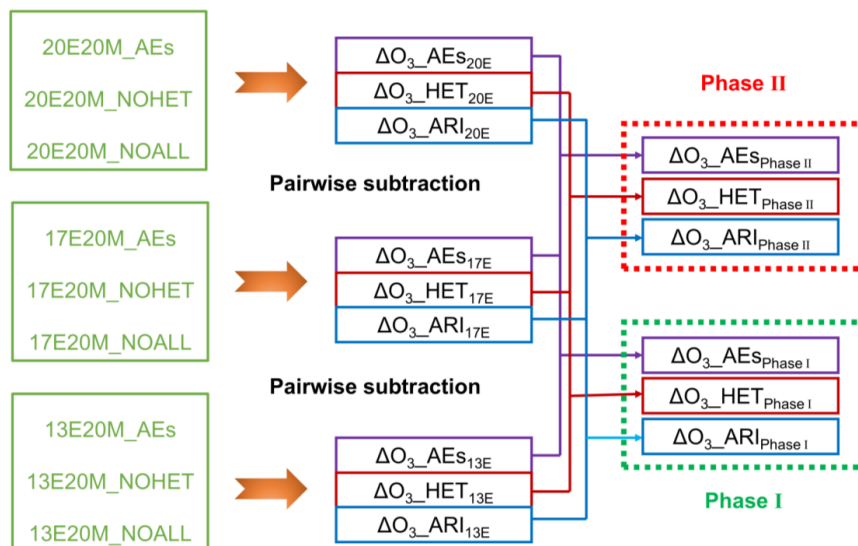 20E20M_AEs
20E20M_NOHET
20E20M_NOALL
ΔO₃_AEs₂₀E
ΔO₃_HET₂₀E
ΔO₃_ARI₂₀E
Pairwise subtraction
17E20M_AEs
17E20M_NOHET
17E20M_NOALL
ΔO₃_AEs₁₇E
ΔO₃_HET₁₇E
ΔO₃_ARI₁₇E
Pairwise subtraction
13E20M_AEs
13E20M_NOHET
13E20M_NOALL
ΔO₃_AEs₁₃E
ΔO₃_HET₁₃E
ΔO₃_ARI₁₃E
Phase II
ΔO₃_AEsPhase II
ΔO₃_HETPhase II
ΔO₃_ARIPhase II
ΔO₃_AEsPhase I
ΔO₃_HETPhase I
ΔO₃_ARIPhase I
Phase I